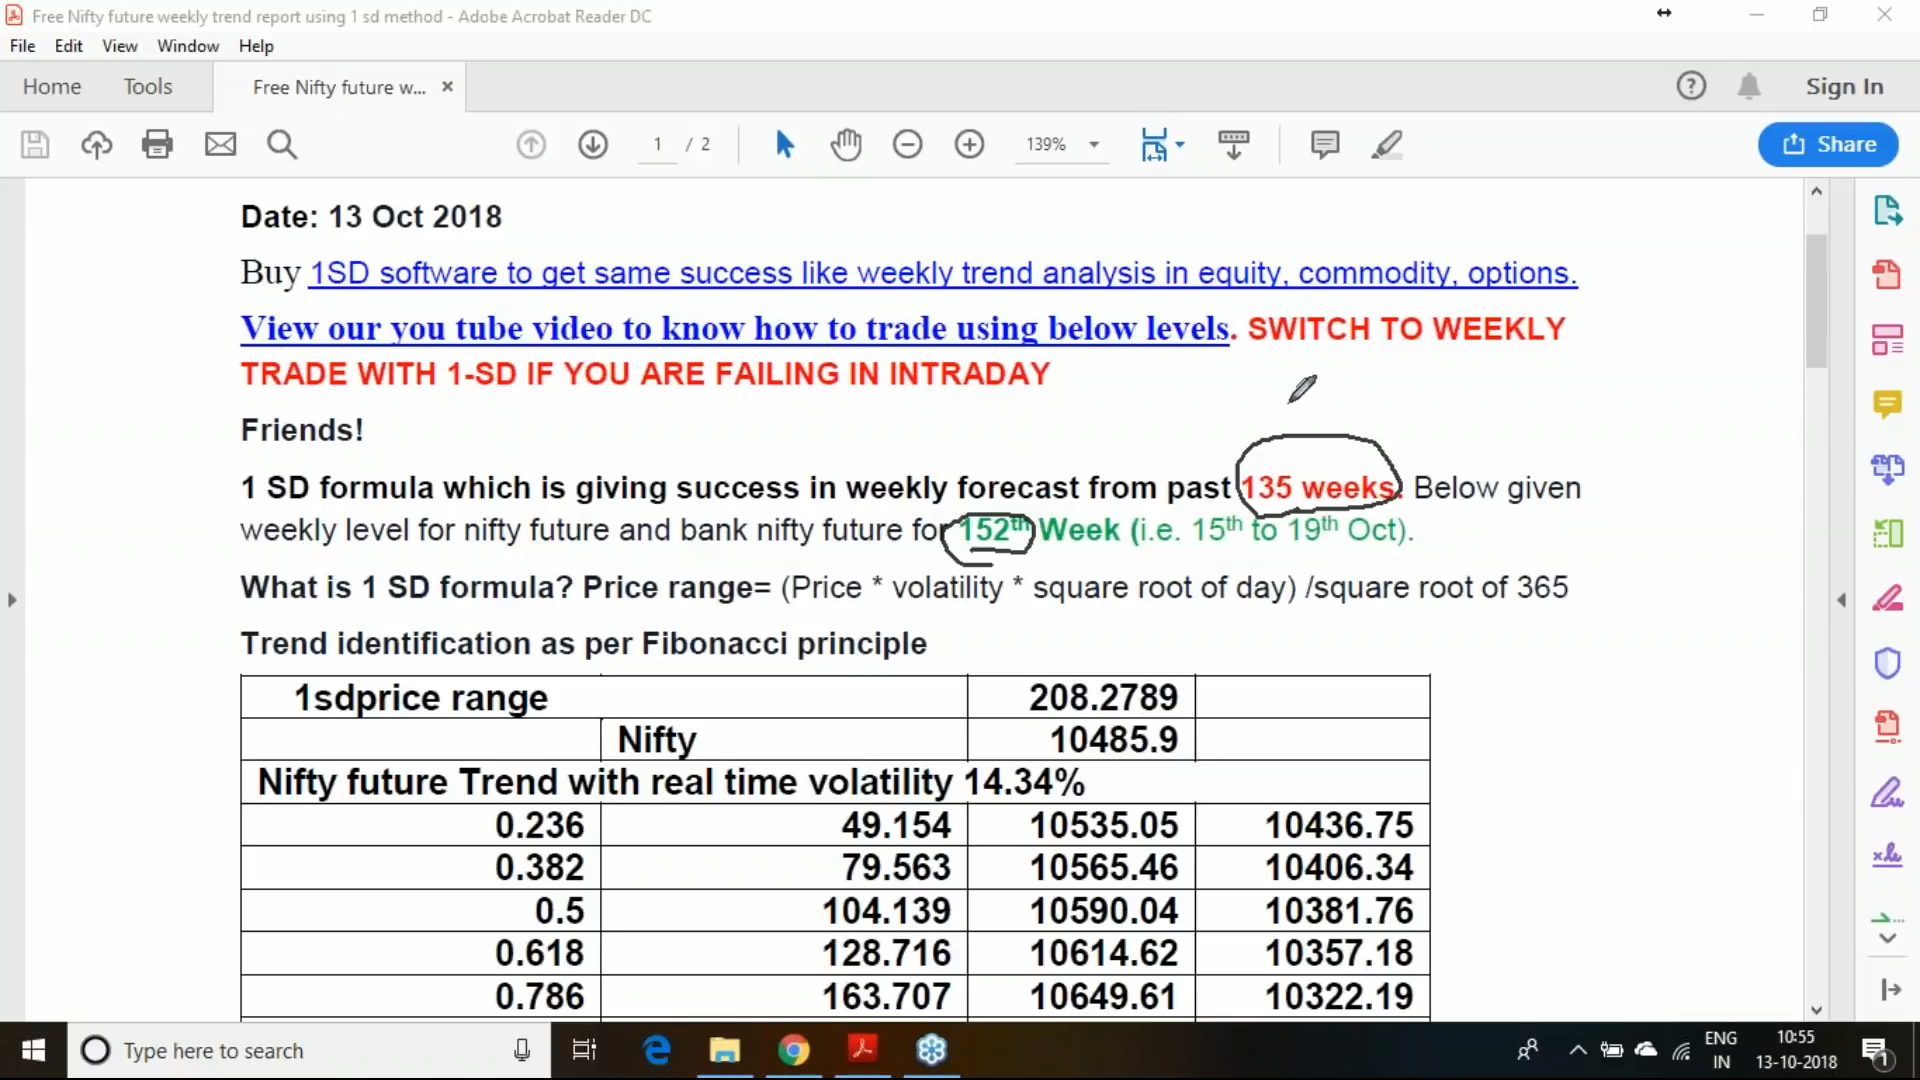 Free Nifty future weekly trend report using 1 sd method - Adobe Acrobat Reader DC
File Edit View Window Help
Home Tools Free Nifty future w... Sign In
1 / 2 139% Share
Date: 13 Oct 2018
Buy 1SD software to get same success like weekly trend analysis in equity, commodity, options.
View our you tube video to know how to trade using below levels. SWITCH TO WEEKLY
TRADE WITH 1-SD IF YOU ARE FAILING IN INTRADAY
Friends!
1 SD formula which is giving success in weekly forecast from past 135 weeks. Below given
weekly level for nifty future and bank nifty future for 152th Week (i.e. 15th to 19th Oct).
What is 1 SD formula? Price range= (Price * volatility * square root of day) /square root of 365
Trend identification as per Fibonacci principle
1sdprice range 208.2789
Nifty 10485.9
Nifty future Trend with real time volatility 14.34%
0.236 49.154 10535.05 10436.75
0.382 79.563 10565.46 10406.34
0.5 104.139 10590.04 10381.76
0.618 128.716 10614.62 10357.18
0.786 163.707 10649.61 10322.19
Type here to search
ENG
IN
10:55
13-10-2018
1